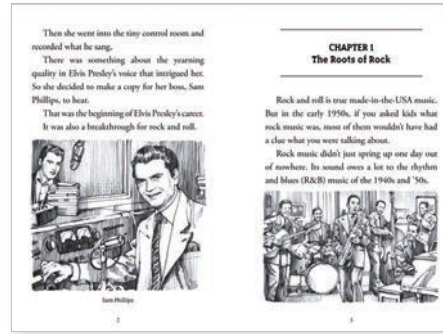 Then she went into the tiny control room and
recorded what he sang.
There was something about the yearning
quality in Elvis Presley's voice that intrigued her.
So she decided to make a copy for her boss, Sam
Phillips, to hear.
That was the beginning of Elvis Presley's career.
It was also a breakthrough for rock and roll.
Sam Phillips
2
CHAPTER 1
The Roots of Rock
Rock and roll is true made-in-the-USA music.
But in the early 1950s, if you asked kids what
rock music was, most of them wouldn't have had
a clue what you were talking about.
Rock music didn't just spring up one day out
of nowhere. Its sound owes a lot to the rhythm
and blues (R&B) music of the 1940s and '50s.
3